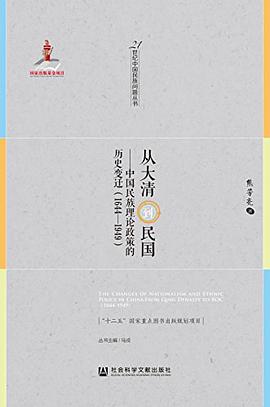 国家出版基金项目
21世纪中国民族问题丛书
从大清到民国
——中国民族理论政策的
历史变迁（1644—1949）
熊芳亮
The Changes of Nationalism and Ethnic
Policy in China from Qing Dynasty to ROC
(1644-1949)
"十二五"国家重点图书出版规划项目
丛书主编/马戎
社会科学文献出版社